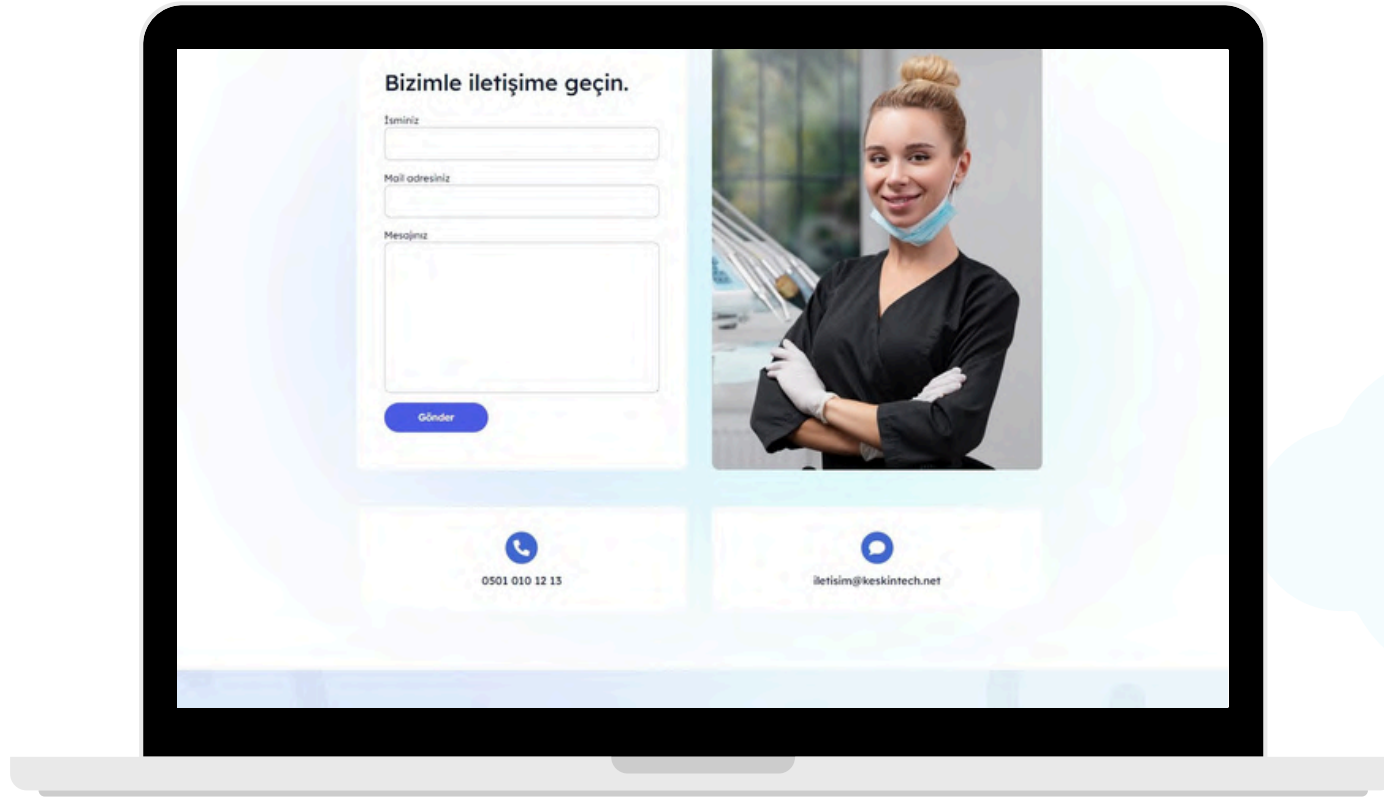 Bizimle iletişime geçin.
İsminiz
Mail adresiniz
Mesajınız
Gönder
0501 010 12 13
iletisim@keskintech.net